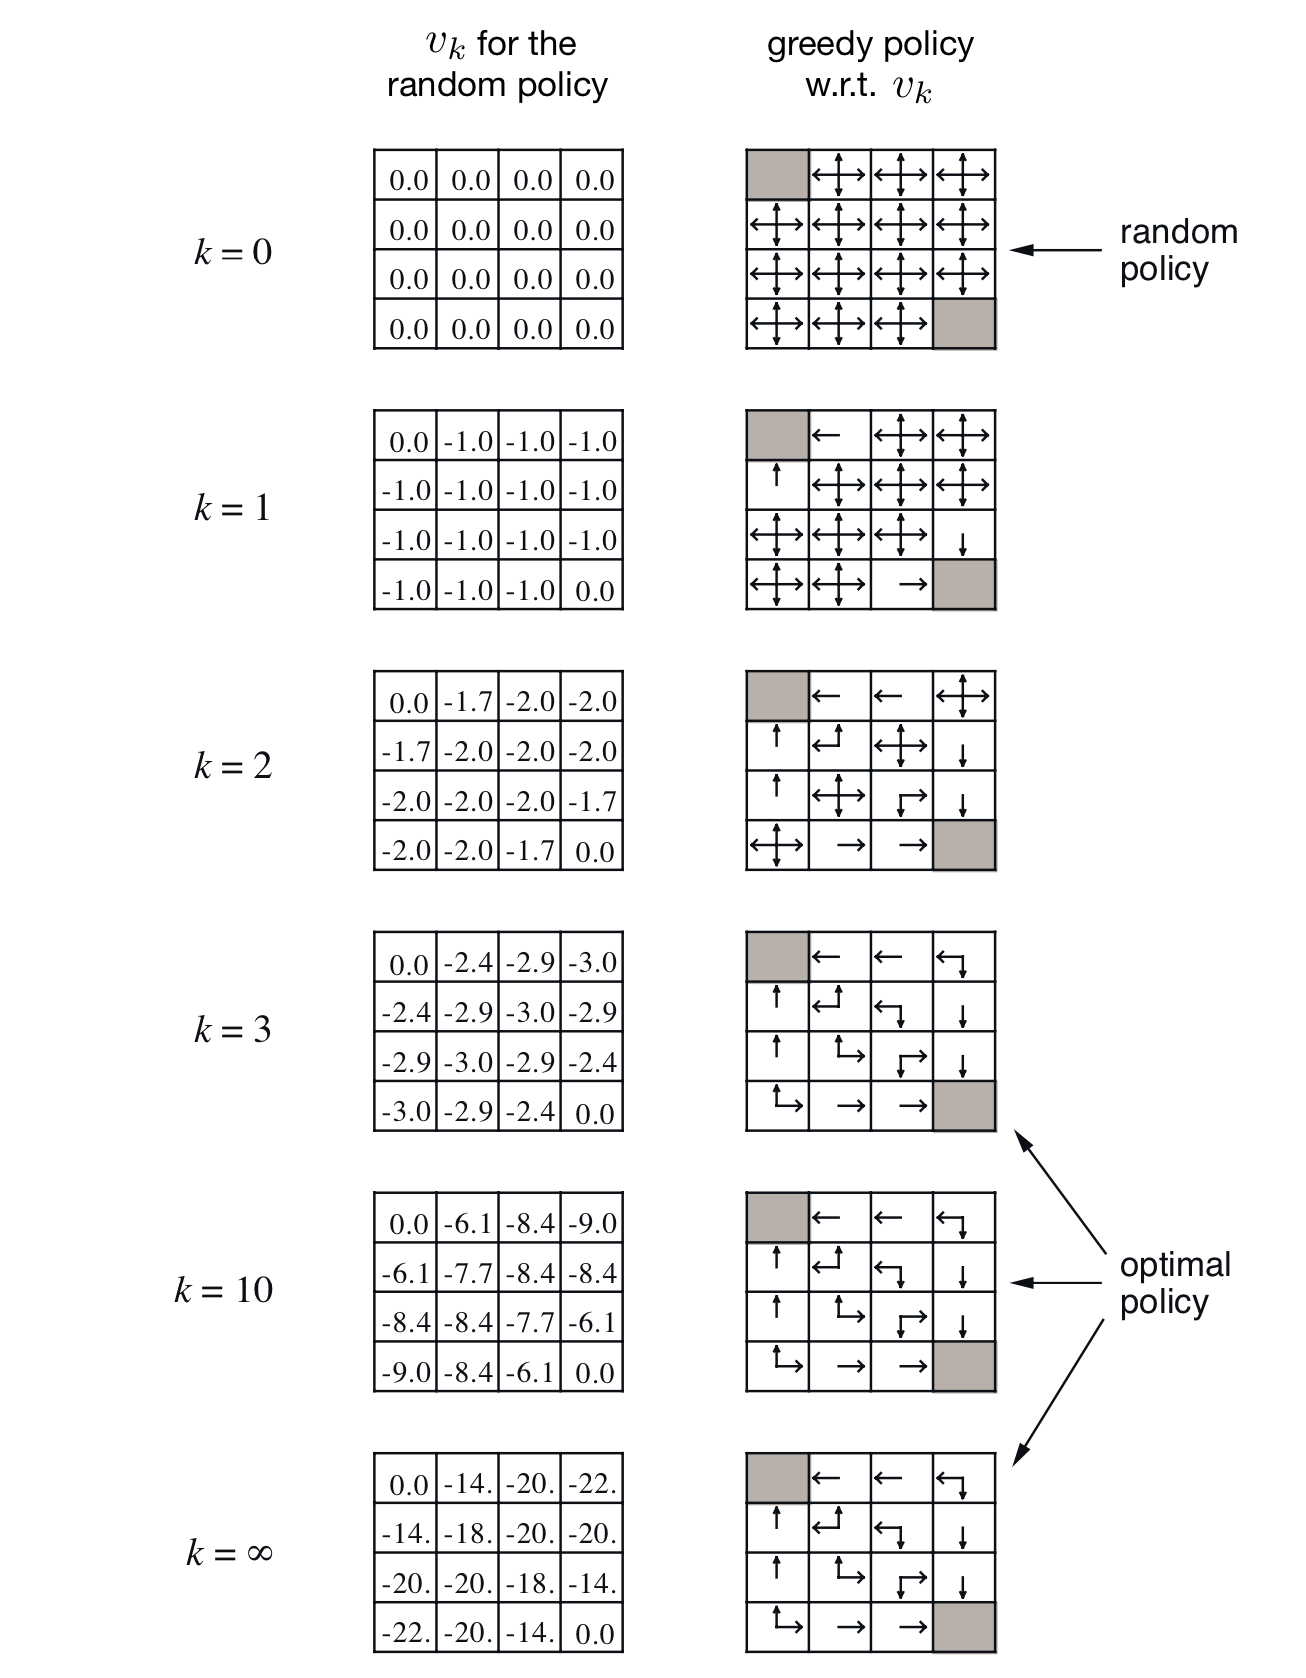 vk for the
random policy
greedy policy
w.r.t. vk
k = 0
0.0 0.0 0.0 0.0
0.0 0.0 0.0 0.0
0.0 0.0 0.0 0.0
0.0 0.0 0.0 0.0
random
policy
k = 1
0.0 -1.0 -1.0 -1.0
-1.0 -1.0 -1.0 -1.0
-1.0 -1.0 -1.0 -1.0
-1.0 -1.0 -1.0 0.0
k = 2
0.0 -1.7 -2.0 -2.0
-1.7 -2.0 -2.0 -2.0
-2.0 -2.0 -2.0 -1.7
-2.0 -2.0 -1.7 0.0
k = 3
0.0 -2.4 -2.9 -3.0
-2.4 -2.9 -3.0 -2.9
-2.9 -3.0 -2.9 -2.4
-3.0 -2.9 -2.4 0.0
k = 10
0.0 -6.1 -8.4 -9.0
-6.1 -7.7 -8.4 -8.4
-8.4 -8.4 -7.7 -6.1
-9.0 -8.4 -6.1 0.0
optimal
policy
k = ∞
0.0 -14. -20. -22.
-14. -18. -20. -20.
-20. -20. -18. -14.
-22. -20. -14. 0.0